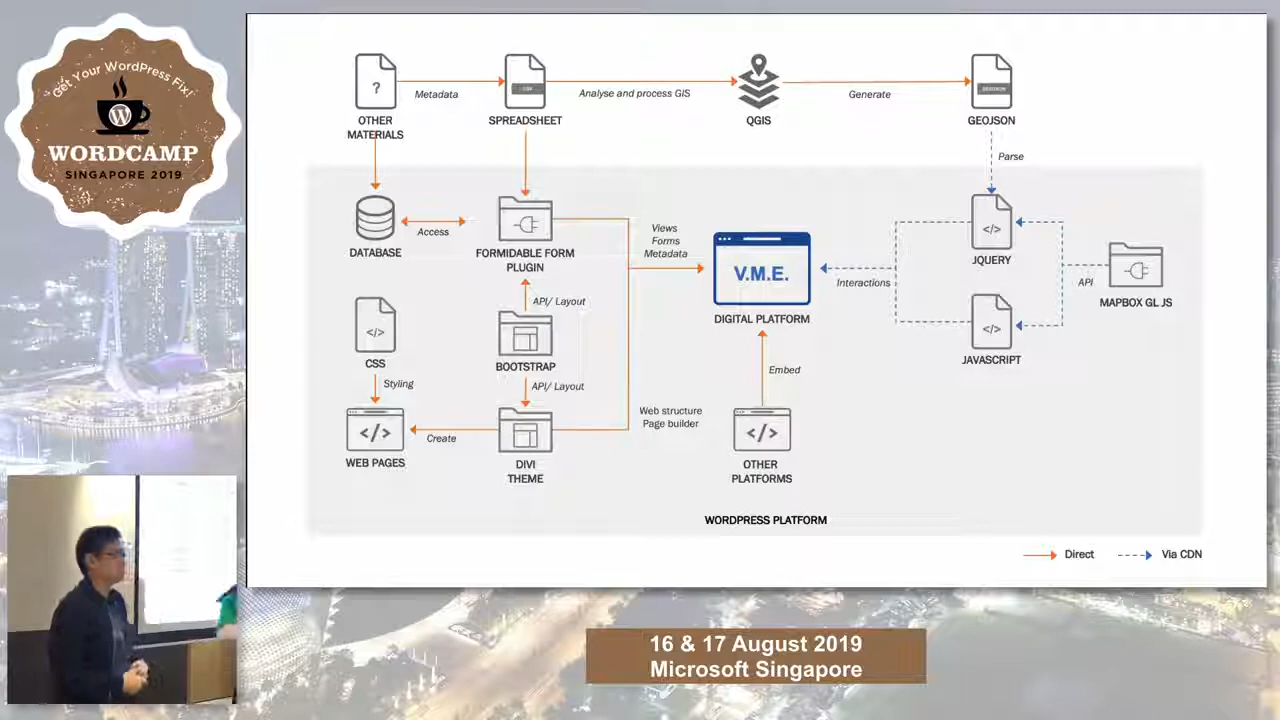 Get Your WordPress Fix!
WORDCAMP
SINGAPORE 2019
?
OTHER
MATERIALS
Metadata
CSV
SPREADSHEET
Analyse and process GIS
QGIS
Generate
GEOJSON
GEOJSON
Parse
DATABASE
Access
FORMIDABLE FORM
PLUGIN
Views
Forms
Metadata
V.M.E.
DIGITAL PLATFORM
Interactions
</>
JQUERY
API
MAPBOX GL JS
</>
CSS
API/ Layout
BOOTSTRAP
</>
JAVASCRIPT
Styling
API/ Layout
Embed
</>
WEB PAGES
Create
DIVI
THEME
Web structure
Page builder
</>
OTHER
PLATFORMS
WORDPRESS PLATFORM
Direct
Via CDN
16 & 17 August 2019
Microsoft Singapore